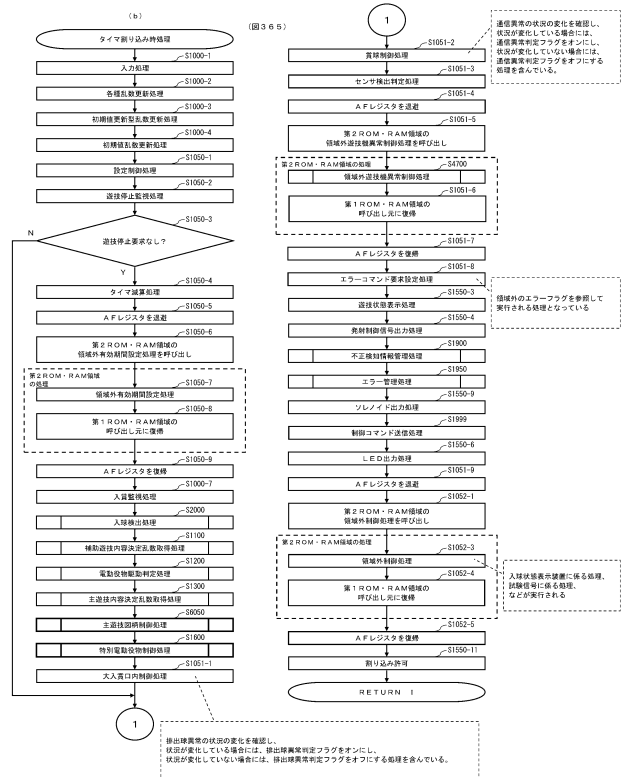 (b)
(図365)
タイマ割り込み時処理
S1000-1
入力処理
S1000-2
各種乱数更新処理
S1000-3
初期値更新型乱数更新処理
S1000-4
初期値乱数更新処理
S1050-1
設定制御処理
S1050-2
遊技停止監視処理
S1050-3
遊技停止要求なし？
N
Y
S1050-4
タイマ減算処理
S1050-5
AFレジスタを退避
S1050-6
第2ROM・RAM領域の
領域外有効期間設定処理を呼び出し
第2ROM・RAM領域
の処理
S1050-7
領域外有効期間設定処理
S1050-8
第1ROM・RAM領域の
呼び出し元に復帰
S1050-9
AFレジスタを復帰
S1000-7
入賞監視処理
S2000
入球検出処理
S1100
補助遊技内容決定乱数取得処理
S1200
電動役物駆動判定処理
S1300
主遊技内容決定乱数取得処理
S6050
主遊技図柄制御処理
S1600
特別電動役物制御処理
S1051-1
大入賞口内制御処理
1
排出球異常の状況の変化を確認し、
状況が変化している場合には、排出球異常判定フラグをオンにし、
状況が変化していない場合には、排出球異常判定フラグをオフにする処理を含んでいる。
1
S1051-2
賞球制御処理
通信異常の状況の変化を確認し、
状況が変化している場合には、
通信異常判定フラグをオンにし、
状況が変化していない場合には、
通信異常判定フラグをオフにする
処理を含んでいる。
S1051-3
センサ検出判定処理
S1051-4
AFレジスタを退避
S1051-5
第2ROM・RAM領域の
領域外遊技機異常制御処理を呼び出し
第2ROM・RAM領域の処理
S4700
領域外遊技機異常制御処理
S1051-6
第1ROM・RAM領域の
呼び出し元に復帰
S1051-7
AFレジスタを復帰
S1051-8
エラーコマンド要求設定処理
領域外のエラーフラグを参照して
実行される処理となっている
S1550-3
遊技状態表示処理
S1550-4
発射制御信号出力処理
S1900
不正検知情報管理処理
S1950
エラー管理処理
S1550-9
ソレノイド出力処理
S1999
制御コマンド送信処理
S1550-6
LED出力処理
S1051-9
AFレジスタを退避
S1052-1
第2ROM・RAM領域の
領域外制御処理を呼び出し
第2ROM・RAM領域の処理
S1052-3
領域外制御処理
S1052-4
第1ROM・RAM領域の
呼び出し元に復帰
入球状態表示装置に係る処理、
試験信号に係る処理、
などが実行される
S1052-5
AFレジスタを復帰
S1550-11
割り込み許可
RETURN I